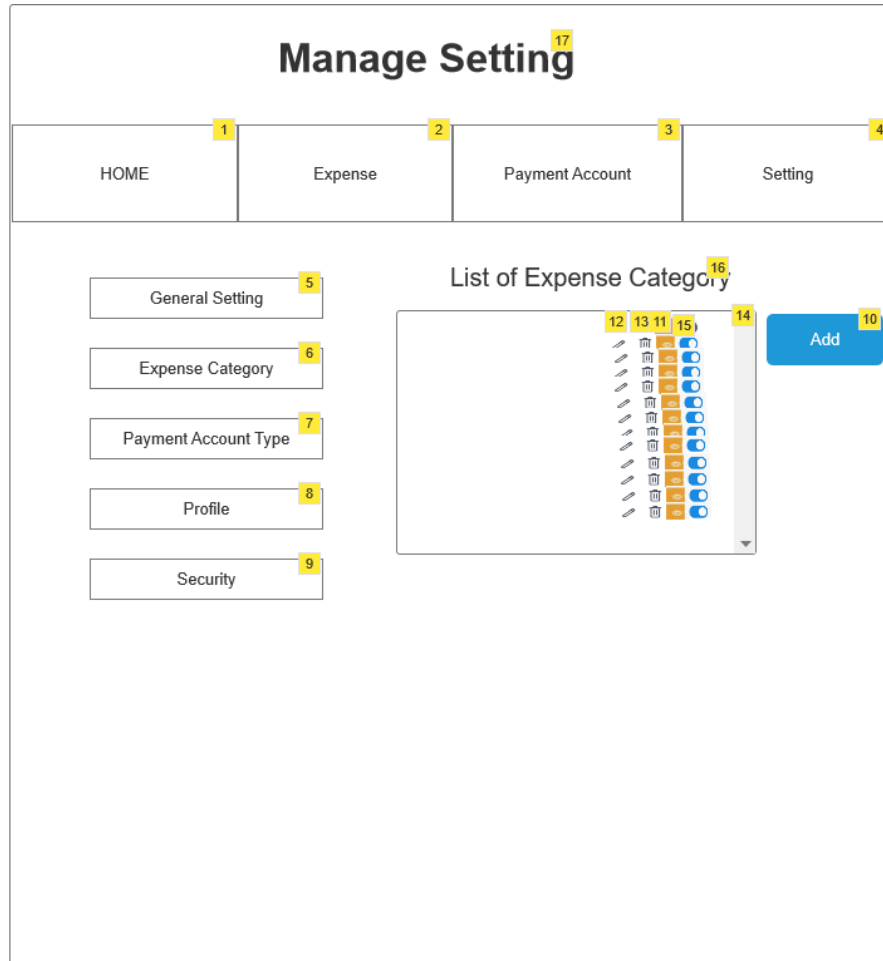 17
Manage Setting
1
2
3
4
HOME
Expense
Payment Account
Setting
16
List of Expense Category
5
General Setting
12
13
11
15
14
10
Add
6
Expense Category
7
Payment Account Type
8
Profile
9
Security